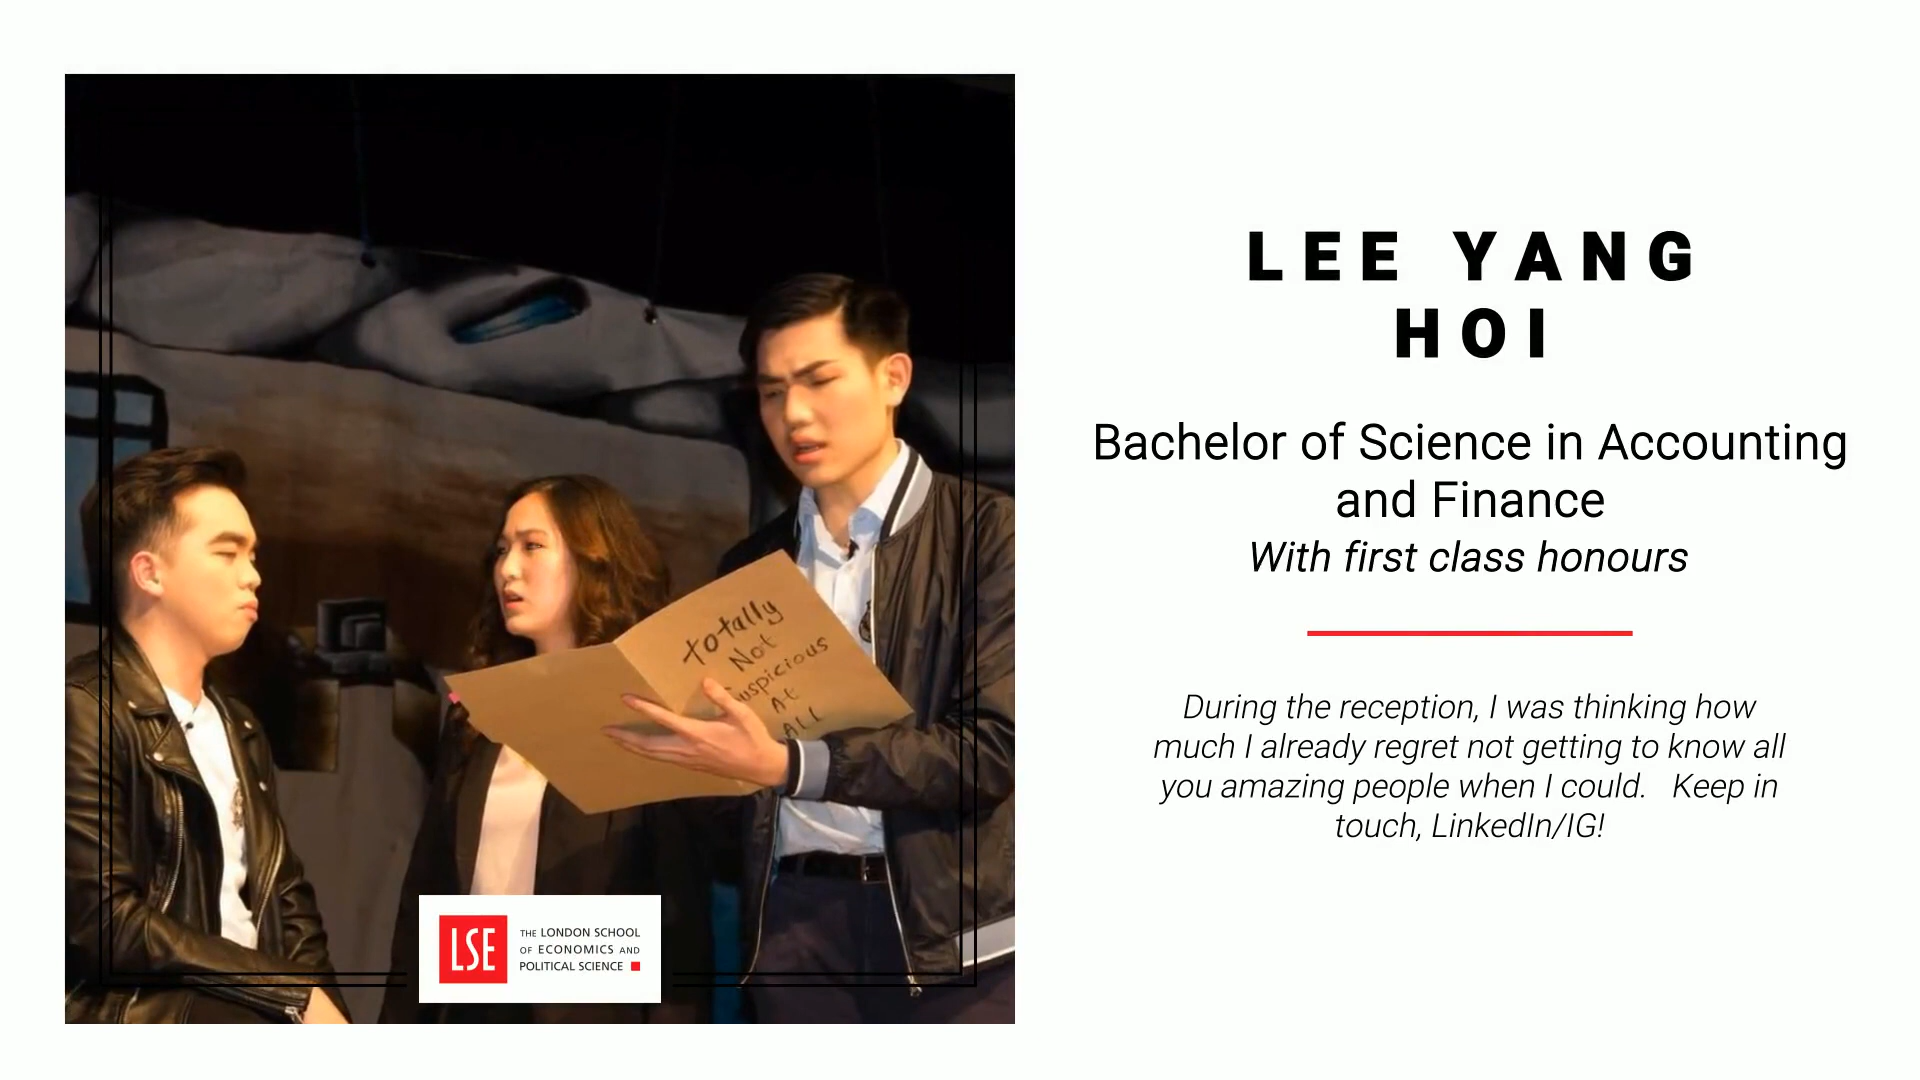 totally
Not
Suspicious
At
ALL
LSE
THE LONDON SCHOOL
OF ECONOMICS AND
POLITICAL SCIENCE
LEE YANG
HOI
Bachelor of Science in Accounting
and Finance
With first class honours
During the reception, I was thinking how
much I already regret not getting to know all
you amazing people when I could.   Keep in
touch, LinkedIn/IG!